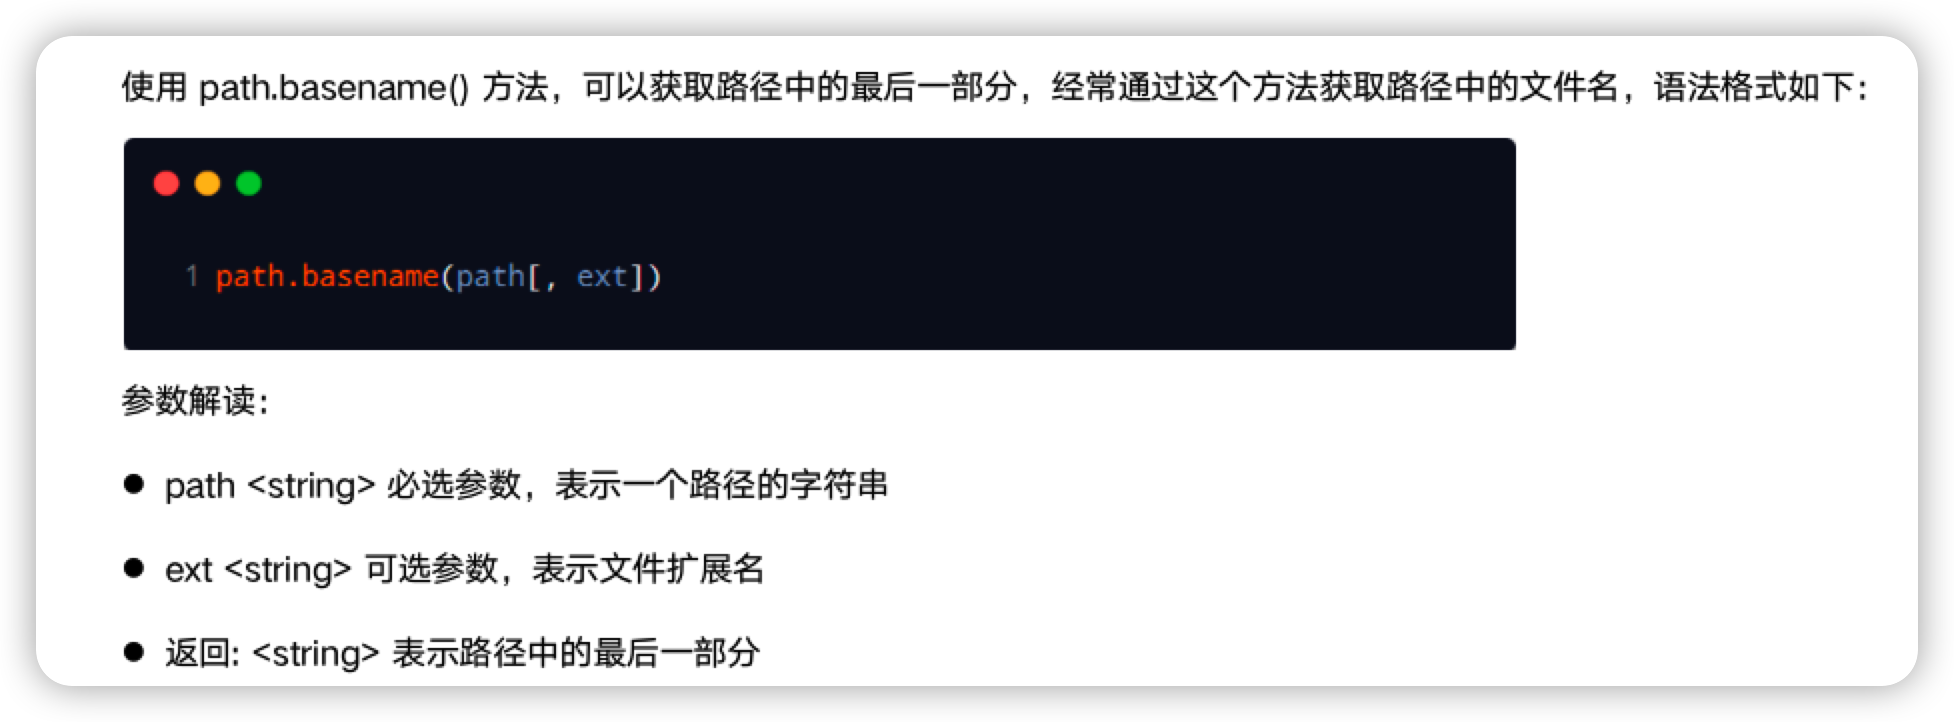 使用 path.basename() 方法，可以获取路径中的最后一部分，经常通过这个方法获取路径中的文件名，语法格式如下：
1 path.basename(path[, ext])
参数解读：
● path <string> 必选参数，表示一个路径的字符串
● ext <string> 可选参数，表示文件扩展名
● 返回: <string> 表示路径中的最后一部分